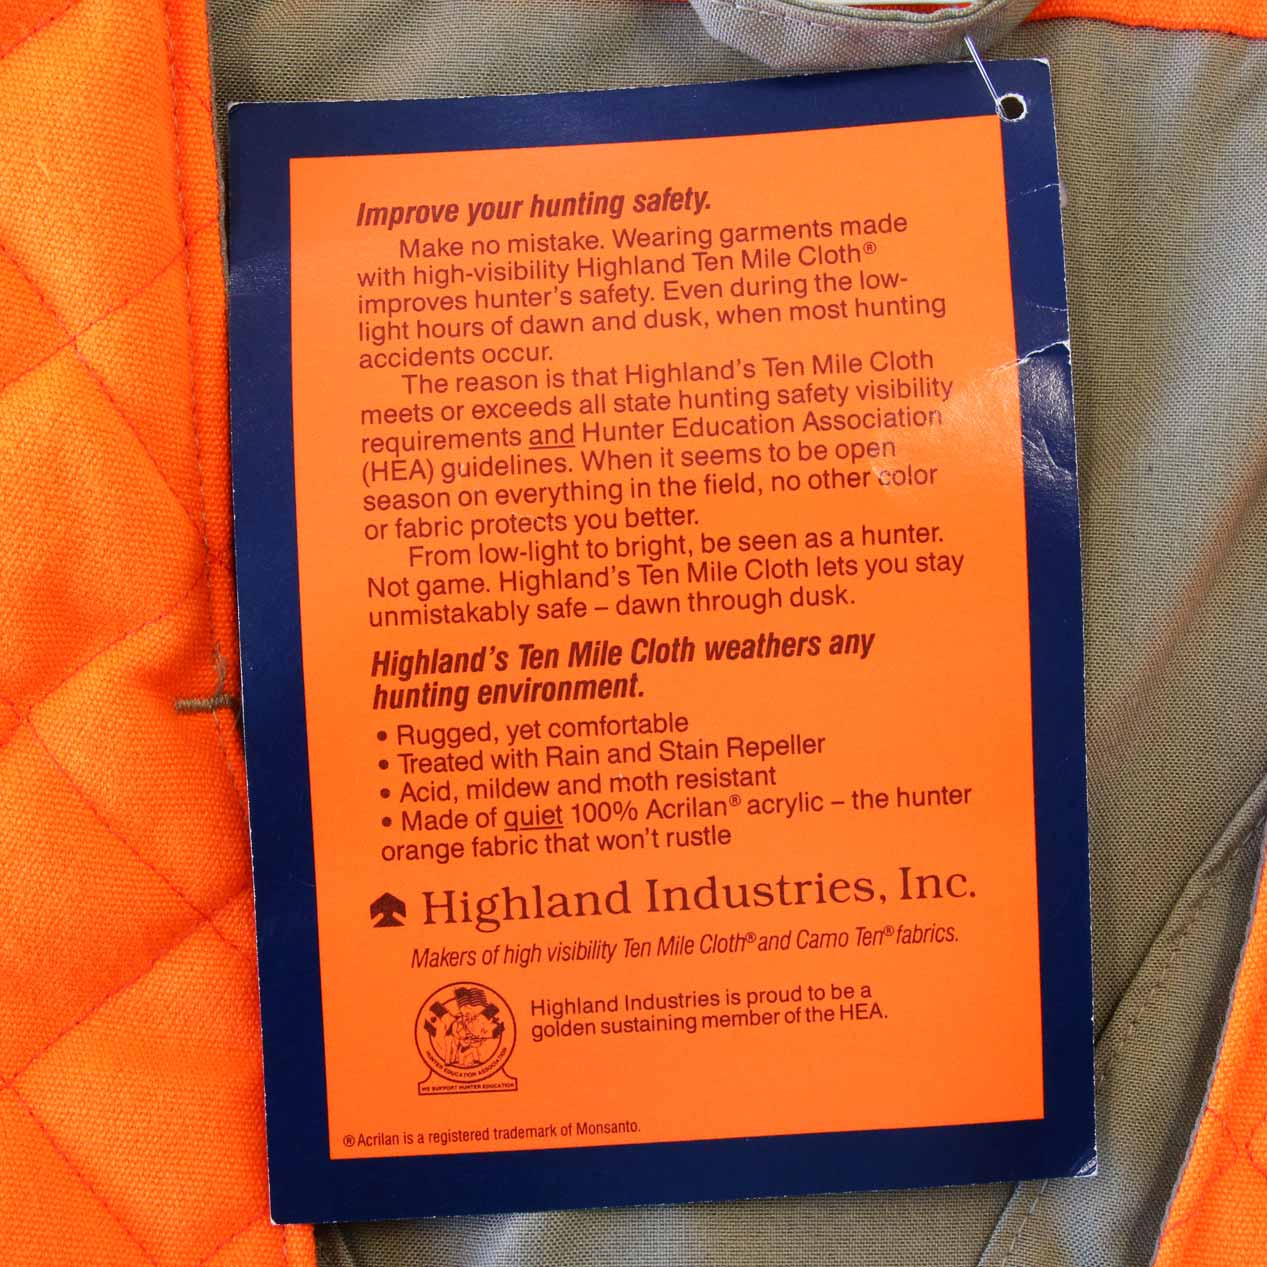 Improve your hunting safety.
Make no mistake. Wearing garments made
with high-visibility Highland Ten Mile Cloth®
improves hunter's safety. Even during the low-
light hours of dawn and dusk, when most hunting
accidents occur.
The reason is that Highland's Ten Mile Cloth
meets or exceeds all state hunting safety visibility
requirements and Hunter Education Association
(HEA) guidelines. When it seems to be open
season on everything in the field, no other color
or fabric protects you better.
From low-light to bright, be seen as a hunter.
Not game. Highland's Ten Mile Cloth lets you stay
unmistakably safe – dawn through dusk.
Highland's Ten Mile Cloth weathers any
hunting environment.
• Rugged, yet comfortable
• Treated with Rain and Stain Repeller
• Acid, mildew and moth resistant
• Made of quiet 100% Acrilan® acrylic – the hunter
orange fabric that won't rustle
Highland Industries, Inc.
Makers of high visibility Ten Mile Cloth® and Camo Ten® fabrics.
Highland Industries is proud to be a
golden sustaining member of the HEA.
HUNTER EDUCATION ASSOCIATION
WE SUPPORT HUNTER EDUCATION
® Acrilan is a registered trademark of Monsanto.